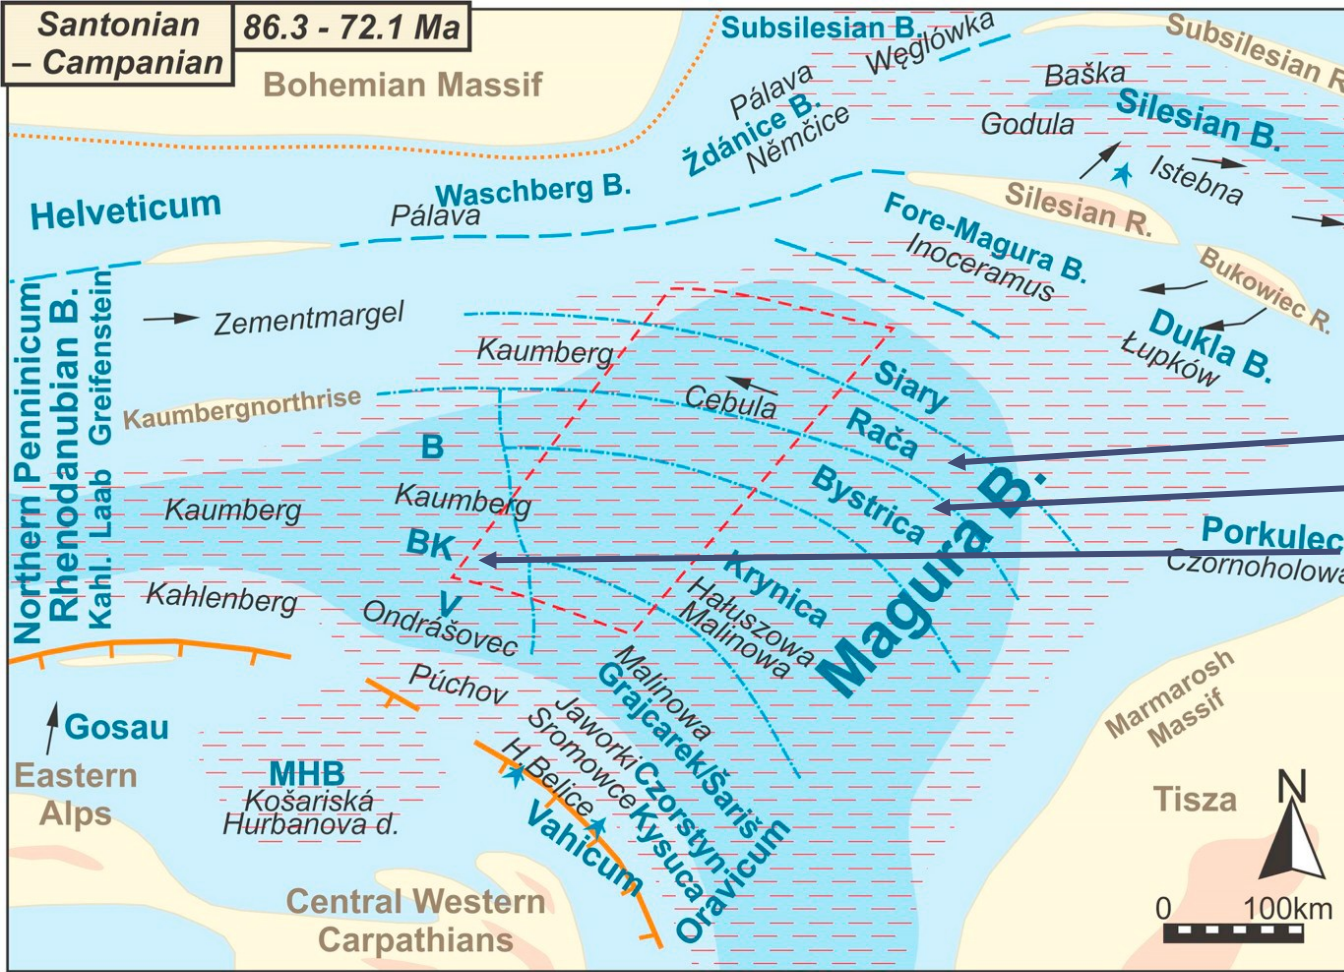 Santonian
– Campanian
86.3 - 72.1 Ma
Bohemian Massif
Subsilesian B.
Węglówka
Subsilesian R
Pálava
Ždánice B.
Němčice
Baška
Godula
Silesian B.
Istebna
Silesian R.
Helveticum
Waschberg B.
Pálava
Fore-Magura B.
Inoceramus
Bukowiec R.
Dukla B.
Łupków
Northern Penninicum
Rhenodanubian B.
Kahl. Laab Greifenstein
Zementmargel
Kaumberg
Kaumbergnorthrise
Cebula
Siary
Rača
Bystrica
Krynica
Magura B.
B
Kaumberg
Kaumberg
BK
V
Kahlenberg
Ondrášovec
Púchov
Hałuszowa
Malinowa
Porkulec
Czornoholowa
Malinowa
Grajcarek/Šariš
Jaworki
Czorstyn.
Sromowce
Kysuca
H.Belice
Oravicum
Vahicum
Gosau
Eastern
Alps
MHB
Košariská
Hurbanova d.
Central Western
Carpathians
Marmarosh
Massif
Tisza
N
0 100km